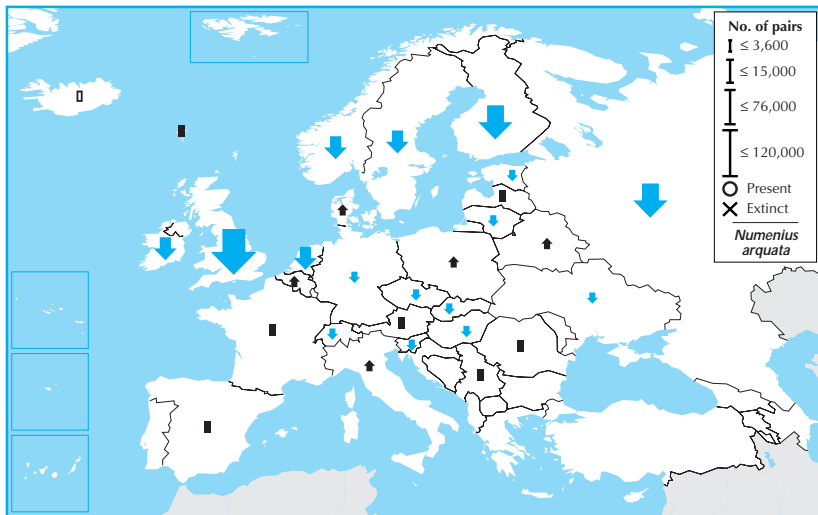 No. of pairs
≤ 3,600
≤ 15,000
≤ 76,000
≤ 120,000
Present
Extinct
Numenius
arquata